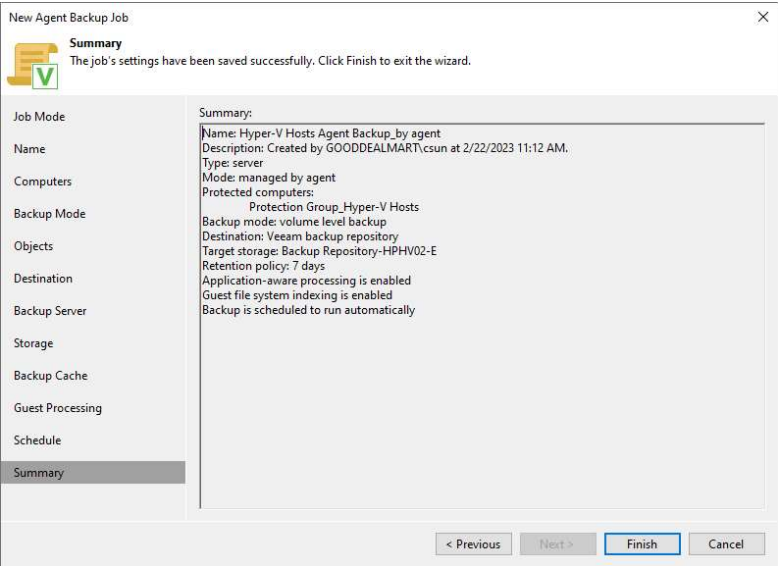 New Agent Backup Job
Summary
The job's settings have been saved successfully. Click Finish to exit the wizard.
Job Mode
Name
Computers
Backup Mode
Objects
Destination
Backup Server
Storage
Backup Cache
Guest Processing
Schedule
Summary
Summary:
Name: Hyper-V Hosts Agent Backup_by agent
Description: Created by GOODDEALMART\csun at 2/22/2023 11:12 AM.
Type: server
Mode: managed by agent
Protected computers:
Protection Group_Hyper-V Hosts
Backup mode: volume level backup
Destination: Veeam backup repository
Target storage: Backup Repository-HPHV02-E
Retention policy: 7 days
Application-aware processing is enabled
Guest file system indexing is enabled
Backup is scheduled to run automatically
< Previous
Next >
Finish
Cancel